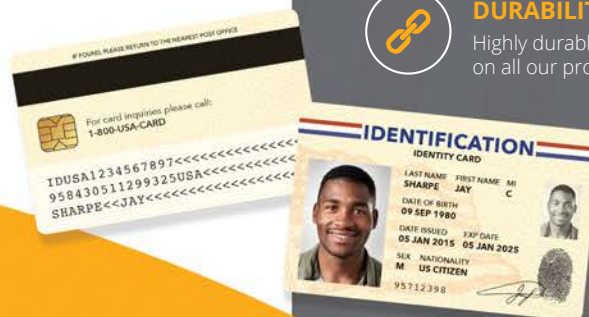 DURABILIT
Highly durabl
on all our pro
IF FOUND, PLEASE RETURN TO THE NEAREST POST OFFICE
For card inquiries please call:
1-800-USA-CARD
IDUSA1234567897<<<<<<<<<<<<<<<
958430511299325USA<<<<<<<<<<<<
SHARPE<<JAY<<<<<<<<<<<<<<<<<<<
IDENTIFICATION
IDENTITY CARD
LAST NAME FIRST NAME MI
SHARPE JAY C
DATE OF BIRTH
09 SEP 1980
DATE ISSUED EXP DATE
05 JAN 2015 05 JAN 2025
SEX NATIONALITY
M US CITIZEN
95712398